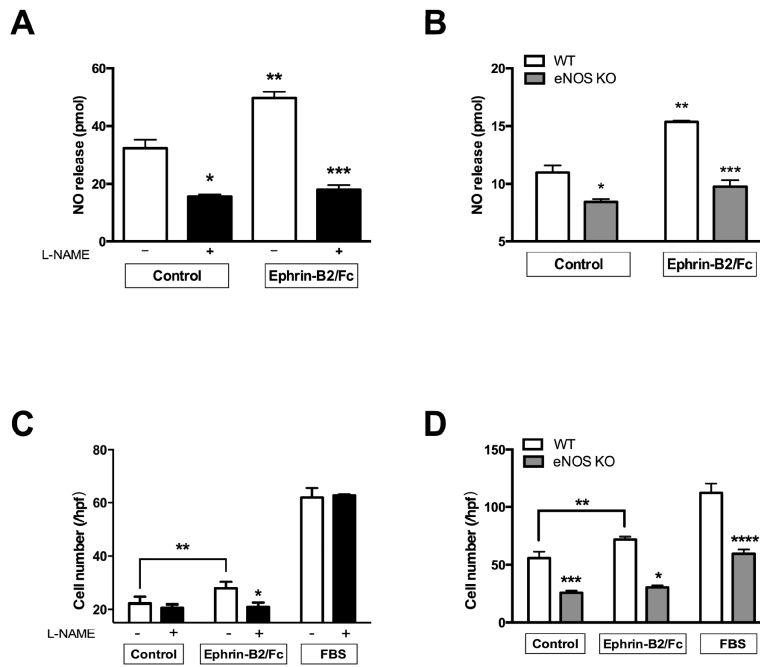 A
NO release (pmol)
60
40
20
0
*
**
***
L-NAME
– + – +
Control
Ephrin-B2/Fc
B
WT
eNOS KO
NO release (pmol)
20
15
10
5
*
**
***
Control
Ephrin-B2/Fc
C
Cell number (/hpf)
80
60
40
20
**
*
L-NAME
- + - + - +
Control
Ephrin-B2/Fc
FBS
D
WT
eNOS KO
Cell number (/hpf)
150
100
50
0
**
***
*
****
Control
Ephrin-B2/Fc
FBS